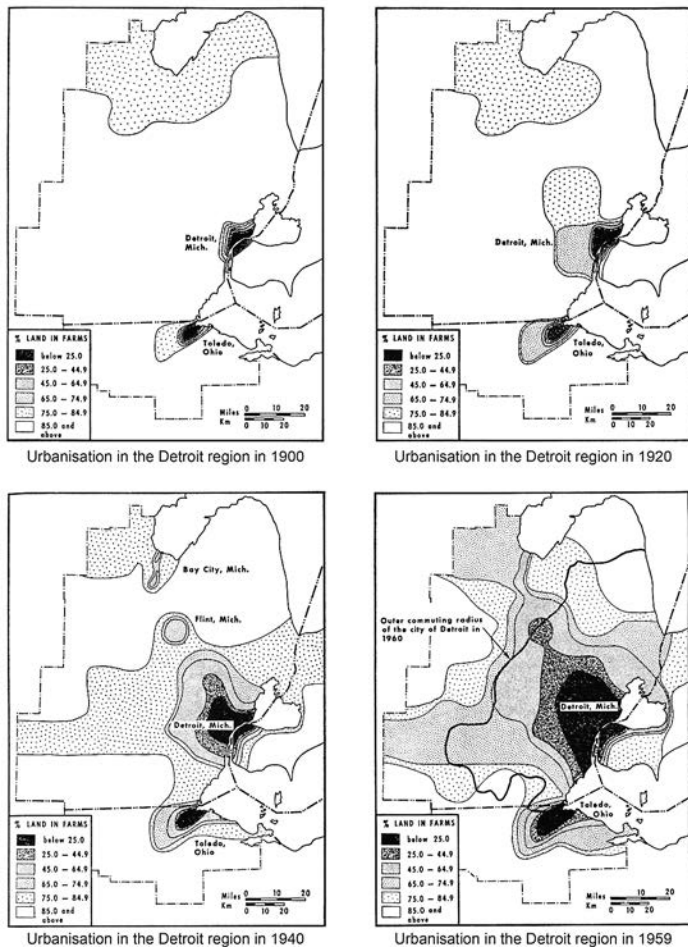 Detroit,
Mich.
Toledo,
Ohio
% LAND IN FARMS
below 25.0
25.0 – 44.9
45.0 – 64.9
65.0 – 74.9
75.0 – 84.9
85.0 and
above
Miles 0 10 20
Km 0 10 20
Urbanisation in the Detroit region in 1900
Detroit, Mich.
Toledo,
Ohio
% LAND IN FARMS
below 25.0
25.0 – 44.9
45.0 – 64.9
65.0 – 74.9
75.0 – 84.9
85.0 and
above
Miles 0 10 20
Km 0 10 20
Urbanisation in the Detroit region in 1920
Bay City, Mich.
Flint, Mich.
Detroit, Mich.
Toledo,
Ohio
% LAND IN FARMS
below 25.0
25.0 – 44.9
45.0 – 64.9
65.0 – 74.9
75.0 – 84.9
85.0 and
above
Miles 0 10 20
Km 0 10 20
Urbanisation in the Detroit region in 1940
Outer commuting radius
of the city of Detroit in
1960
Detroit, Mich.
Toledo,
Ohio
% LAND IN FARMS
below 25.0
25.0 – 44.9
45.0 – 64.9
65.0 – 74.9
75.0 – 84.9
85.0 and
above
Miles 0 10 20
Km 0 10 20
Urbanisation in the Detroit region in 1959